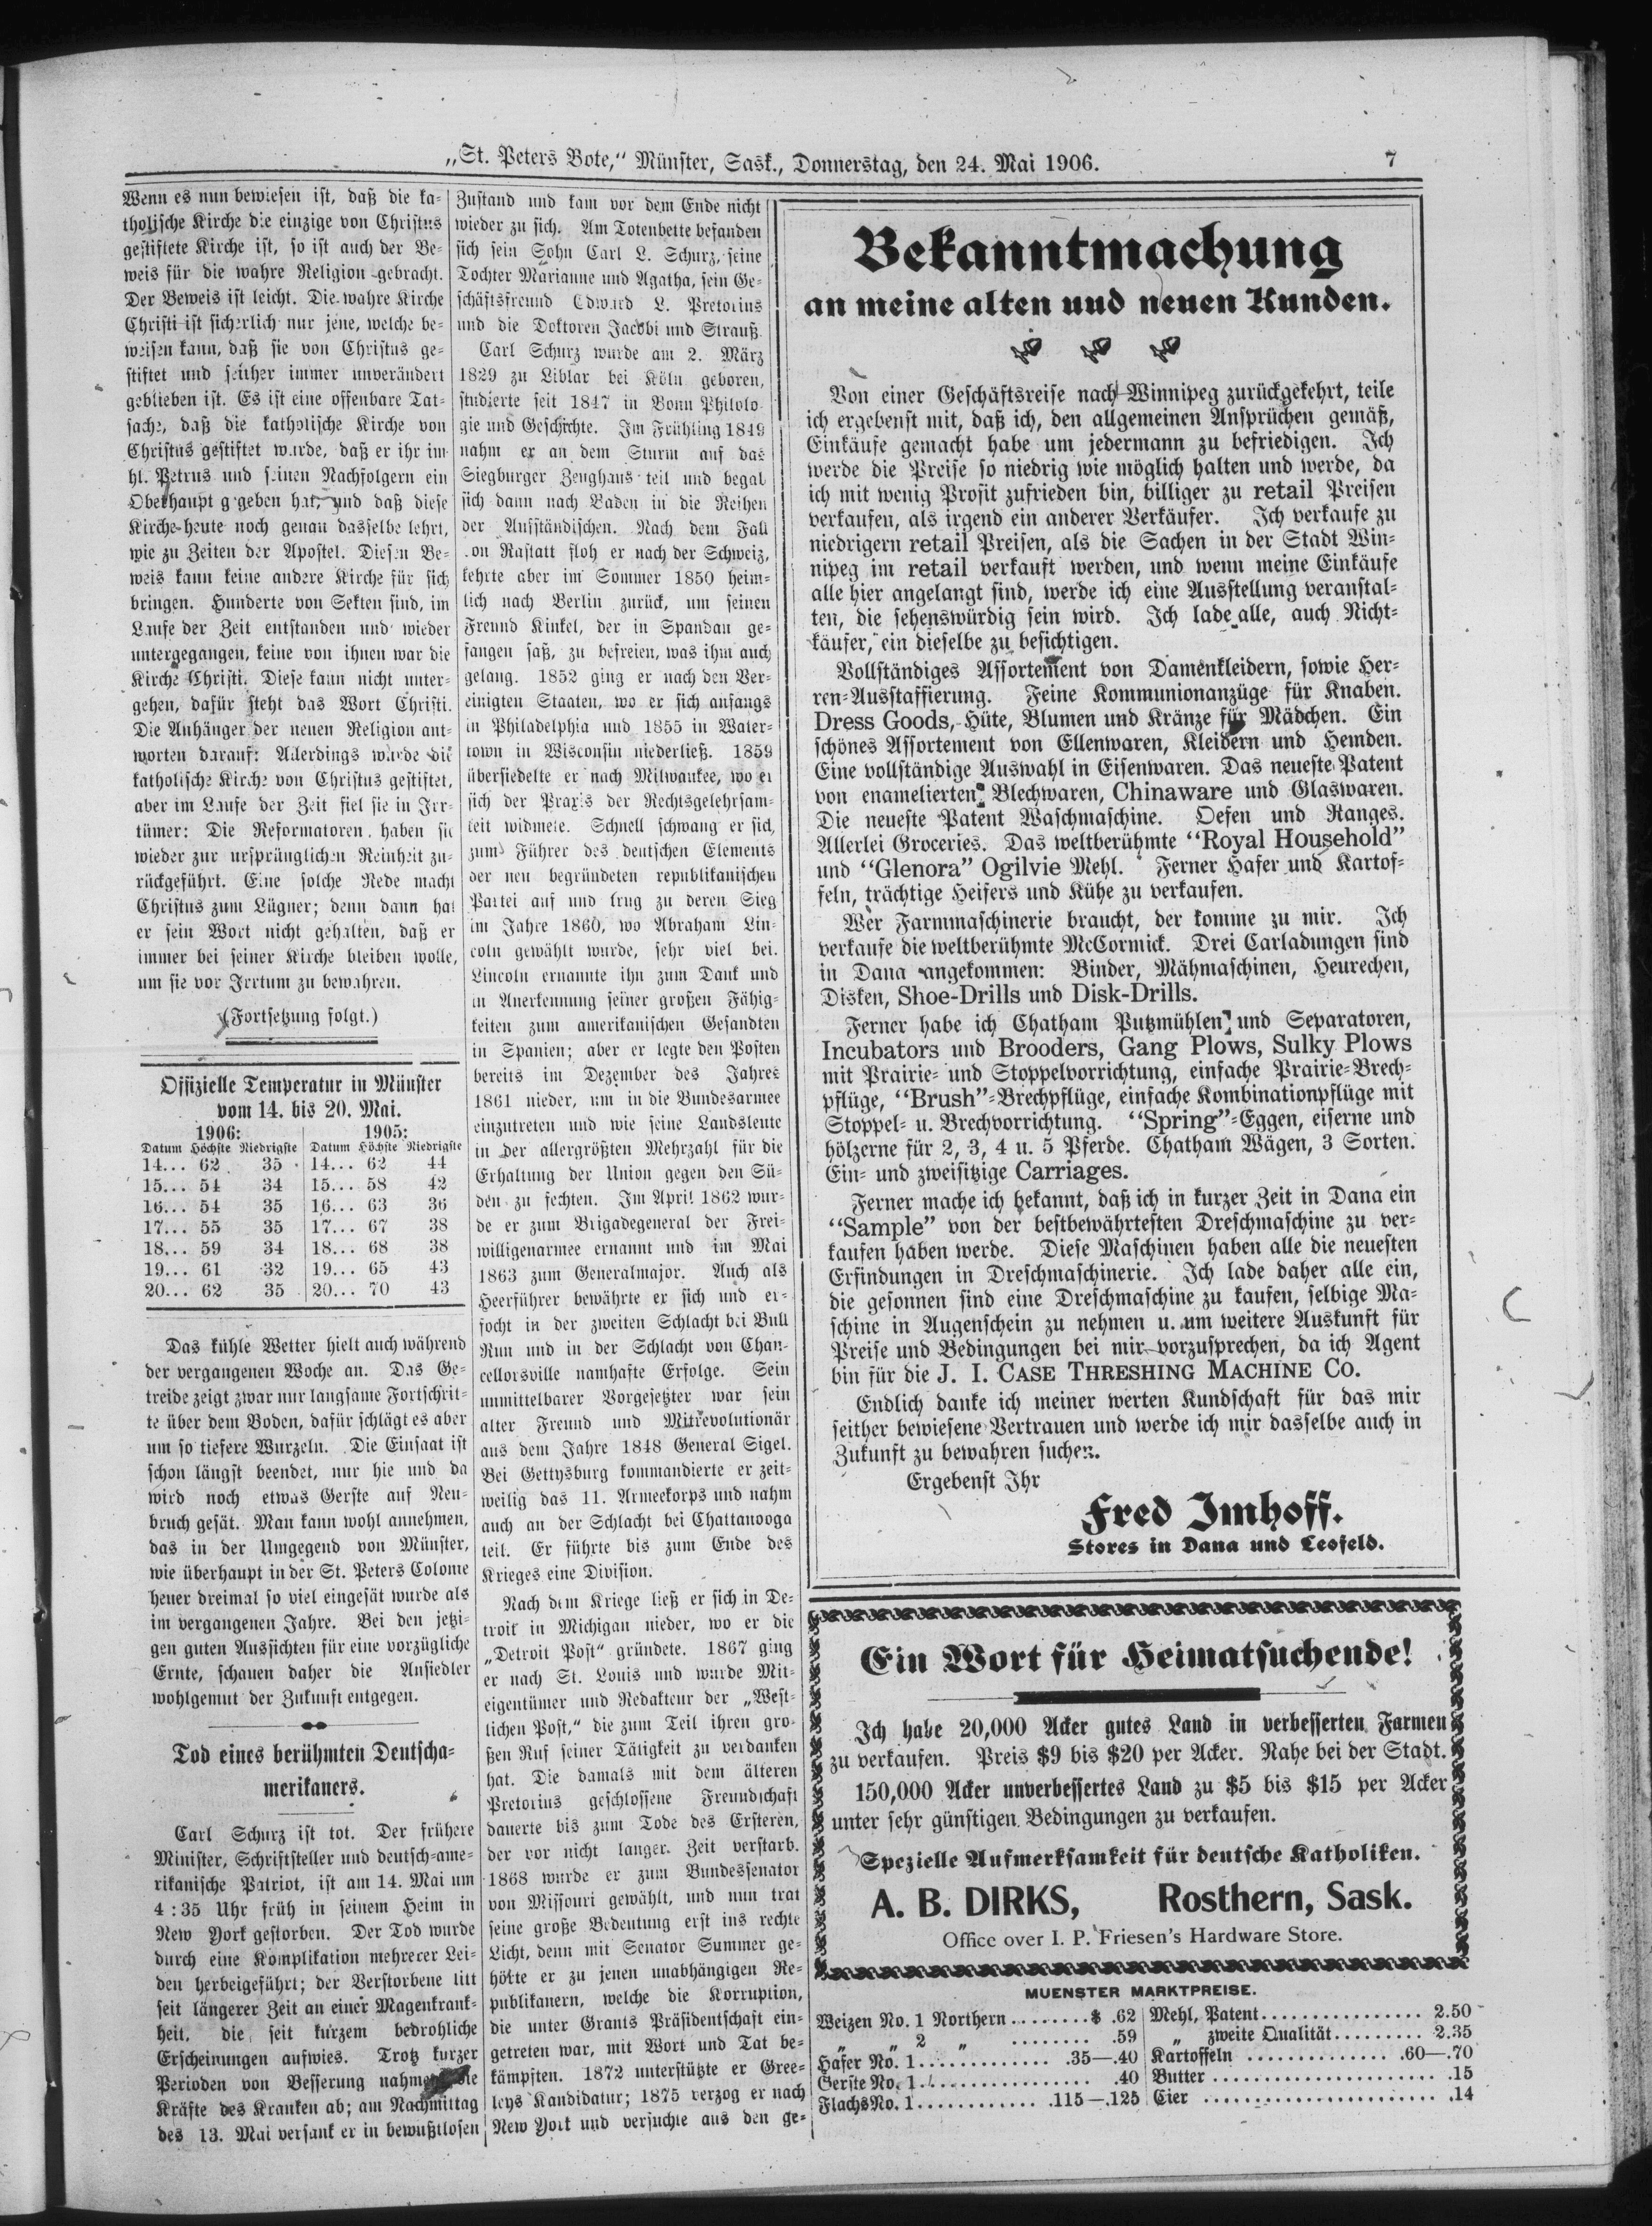 „St. Peters Bote,“ Münster, Sask., Donnerstag, den 24. Mai 1906.
7
Wenn es nun bewiesen ist, daß die ka-
tholische Kirche die einzige von Christus
gestiftete Kirche ist, so ist auch der Be-
weis für die wahre Religion gebracht.
Der Beweis ist leicht. Die wahre Kirche
Christi ist sicherlich nur jene, welche be-
weisen kann, daß sie von Christus ge-
stiftet und seither immer unverändert
geblieben ist. Es ist eine offenbare Tat-
sache, daß die katholische Kirche von
Christus gestiftet wurde, daß er ihr im
hl. Petrus und seinen Nachfolgern ein
Oberhaupt gegeben hat, und daß diese
Kirche heute noch genau dasselbe lehrt,
wie zu Zeiten der Apostel. Diesen Be-
weis kann keine andere Kirche für sich
bringen. Hunderte von Sekten sind, im
Laufe der Zeit entstanden und wieder
untergegangen, keine von ihnen war die
Kirche Christi. Diese kann nicht unter-
gehen, dafür steht das Wort Christi.
Die Anhänger der neuen Religion ant-
worten darauf: Allerdings wurde die
katholische Kirche von Christus gestiftet,
aber im Laufe der Zeit fiel sie in Irr-
tümer: Die Reformatoren haben sie
wieder zur ursprünglichen Reinheit zu-
rückgeführt. Eine solche Rede macht
Christus zum Lügner; denn dann hat
er sein Wort nicht gehalten, daß er
immer bei seiner Kirche bleiben wolle,
um sie vor Irrtum zu bewahren.
(Fortsetzung folgt.)
Offizielle Temperatur in Münster
vom 14. bis 20. Mai.
1906: 1905:
Datum Höchste Niedrigste Datum Höchste Niedrigste
14... 62 35 14... 62 44
15... 54 34 15... 58 42
16... 54 35 16... 63 36
17... 55 35 17... 67 38
18... 59 34 18... 68 38
19... 61 32 19... 65 43
20... 62 35 20... 70 43
Das kühle Wetter hielt auch während
der vergangenen Woche an. Das Ge-
treide zeigt zwar nur langsame Fortschrit-
te über dem Boden, dafür schlägt es aber
um so tiefere Wurzeln. Die Einsaat ist
schon längst beendet, nur hie und da
wird noch etwas Gerste auf Neu-
bruch gesät. Man kann wohl annehmen,
das in der Umgegend von Münster,
wie überhaupt in der St. Peters Colonie
heuer dreimal so viel eingesät wurde als
im vergangenen Jahre. Bei den jetzi-
gen guten Aussichten für eine vorzügliche
Ernte, schauen daher die Ansiedler
wohlgemut der Zukunft entgegen.
Tod eines berühmten Deutscha-
merikaners.
Carl Schurz ist tot. Der frühere
Minister, Schriftsteller und deutsch-ame-
rikanische Patriot, ist am 14. Mai um
4:35 Uhr früh in seinem Heim in
New York gestorben. Der Tod wurde
durch eine Komplikation mehrerer Lei-
den herbeigeführt; der Verstorbene litt
seit längerer Zeit an einer Magenkrank-
heit, die seit kurzem bedrohliche
Erscheinungen aufwies. Trotz kurzer
Perioden von Besserung nahmen die
Kräfte des Kranken ab; am Nachmittag
des 13. Mai versank er in bewußtlosen
Zustand und kam vor dem Ende nicht
wieder zu sich. Am Totenbette befanden
sich sein Sohn Carl L. Schurz, seine
Töchter Marianne und Agatha, sein Ge-
schäftsfreund Edward L. Pretorius
und die Doktoren Jacobi und Strauß.
Carl Schurz wurde am 2. März
1829 zu Liblar bei Köln geboren,
studierte seit 1847 in Bonn Philolo-
gie und Geschichte. Im Frühling 1849
nahm er an dem Sturm auf das
Siegburger Zeughaus teil und begab
sich dann nach Baden in die Reihen
der Aufständischen. Nach dem Fall
von Rastatt floh er nach der Schweiz,
kehrte aber im Sommer 1850 heim-
lich nach Berlin zurück, um seinen
Freund Kinkel, der in Spandau ge-
fangen saß, zu befreien, was ihm auch
gelang. 1852 ging er nach den Ver-
einigten Staaten, wo er sich anfangs
in Philadelphia und 1855 in Water-
town in Wisconsin niederließ. 1859
übersiedelte er nach Milwaukee, wo er
sich der Praxis der Rechtsgelehrsam-
keit widmete. Schnell schwang er sich
zum Führer des deutschen Elements
der neu begründeten republikanischen
Partei auf und trug zu deren Sieg
im Jahre 1860, wo Abraham Lin-
coln gewählt wurde, sehr viel bei.
Lincoln ernannte ihn zum Dank und
in Anerkennung seiner großen Fähig-
keiten zum amerikanischen Gesandten
in Spanien; aber er legte den Posten
bereits im Dezember des Jahres
1861 nieder, um in die Bundesarmee
einzutreten und wie seine Landsleute
in der allergrößten Mehrzahl für die
Erhaltung der Union gegen den Sü-
den zu fechten. Im April 1862 wur-
de er zum Brigadegeneral der Frei-
willigenarmee ernannt und im Mai
1863 zum Generalmajor. Auch als
Heerführer bewährte er sich und er-
focht in der zweiten Schlacht bei Bull
Run und in der Schlacht von Chan-
cellorsville namhafte Erfolge. Sein
unmittelbarer Vorgesetzter war sein
alter Freund und Mitrevolutionär
aus dem Jahre 1848 General Sigel.
Bei Gettysburg kommandierte er zeit-
weilig das 11. Armeekorps und nahm
auch an der Schlacht bei Chattanooga
teil. Er führte bis zum Ende des
Krieges eine Division.
Nach dem Kriege ließ er sich in De-
troit in Michigan nieder, wo er die
„Detroit Post“ gründete. 1867 ging
er nach St. Louis und wurde Mit-
eigentümer und Redakteur der „West-
lichen Post,“ die zum Teil ihren gro-
ßen Ruf seiner Tätigkeit zu verdanken
hat. Die damals mit dem älteren
Pretorius geschlossene Freundschaft
dauerte bis zum Tode des Ersteren,
der vor nicht langer Zeit verstarb.
1868 wurde er zum Bundessenator
von Missouri gewählt, und nun trat
seine große Bedeutung erst ins rechte
Licht, denn mit Senator Summer ge-
hörte er zu jenen unabhängigen Re-
publikanern, welche die Korruption,
die unter Grants Präsidentschaft ein-
getreten war, mit Wort und Tat be-
kämpften. 1872 unterstützte er Gree-
leys Kandidatur; 1875 verzog er nach
New York und versuchte aus den ge-
Bekanntmachung
an meine alten und neuen Kunden.
Von einer Geschäftsreise nach Winnipeg zurückgekehrt, teile
ich ergebenst mit, daß ich, den allgemeinen Ansprüchen gemäß,
Einkäufe gemacht habe um jedermann zu befriedigen. Ich
werde die Preise so niedrig wie möglich halten und werde, da
ich mit wenig Profit zufrieden bin, billiger zu retail Preisen
verkaufen, als irgend ein anderer Verkäufer. Ich verkaufe zu
niedrigern retail Preisen, als die Sachen in der Stadt Win-
nipeg im retail verkauft werden, und wenn meine Einkäufe
alle hier angelangt sind, werde ich eine Ausstellung veranstal-
ten, die sehenswürdig sein wird. Ich lade alle, auch Nicht-
käufer, ein dieselbe zu besichtigen.
Vollständiges Assortement von Damenkleidern, sowie Her-
ren-Ausstaffierung. Feine Kommunionanzüge für Knaben.
Dress Goods, Hüte, Blumen und Kränze für Mädchen. Ein
schönes Assortement von Ellenwaren, Kleidern und Hemden.
Eine vollständige Auswahl in Eisenwaren. Das neueste Patent
von enamelierten Blechwaren, Chinaware und Glaswaren.
Die neueste Patent Waschmaschine. Oefen und Ranges.
Allerlei Groceries. Das weltberühmte “Royal Household”
und “Glenora” Ogilvie Mehl. Ferner Hafer und Kartof-
feln, trächtige Heifers und Kühe zu verkaufen.
Wer Farmmaschinerie braucht, der komme zu mir. Ich
verkaufe die weltberühmte McCormick. Drei Carladungen sind
in Dana angekommen: Binder, Mähmaschinen, Heurechen,
Disken, Shoe-Drills und Disk-Drills.
Ferner habe ich Chatham Putzmühlen und Separatoren,
Incubators und Brooders, Gang Plows, Sulky Plows
mit Prairie- und Stoppelvorrichtung, einfache Prairie-Brech-
pflüge, “Brush”-Brechpflüge, einfache Kombinationpflüge mit
Stoppel- u. Brechvorrichtung. “Spring”-Eggen, eiserne und
hölzerne für 2, 3, 4 u. 5 Pferde. Chatham Wägen, 3 Sorten.
Ein- und zweisitzige Carriages.
Ferner mache ich bekannt, daß ich in kurzer Zeit in Dana ein
“Sample” von der bestbewährtesten Dreschmaschine zu ver-
kaufen haben werde. Diese Maschinen haben alle die neuesten
Erfindungen in Dreschmaschinerie. Ich lade daher alle ein,
die gesonnen sind eine Dreschmaschine zu kaufen, selbige Ma-
schine in Augenschein zu nehmen u. um weitere Auskunft für
Preise und Bedingungen bei mir vorzusprechen, da ich Agent
bin für die J. I. CASE THRESHING MACHINE CO.
Endlich danke ich meiner werten Kundschaft für das mir
seither bewiesene Vertrauen und werde ich mir dasselbe auch in
Zukunft zu bewahren suchen.
Ergebenst Ihr
Fred Imhoff.
Stores in Dana und Leofeld.
Ein Wort für Heimatsuchende!
Ich habe 20,000 Acker gutes Land in verbesserten Farmen
zu verkaufen. Preis $9 bis $20 per Acker. Nahe bei der Stadt.
150,000 Acker unverbessertes Land zu $5 bis $15 per Acker
unter sehr günstigen Bedingungen zu verkaufen.
Spezielle Aufmerksamkeit für deutsche Katholiken.
A. B. DIRKS, Rosthern, Sask.
Office over I. P. Friesen's Hardware Store.
MUENSTER MARKTPREISE.
Weizen No. 1 Northern ........$ .62
„ „ 2 „ ........ .59
Hafer No. 1............. .35—.40
Gerste No. 1.................. .40
Flachs No. 1............ .115—.125
Mehl, Patent................ 2.50
„ zweite Qualität......... 2.35
Kartoffeln .............. .60—.70
Butter ....................... .15
Eier ........................ .14